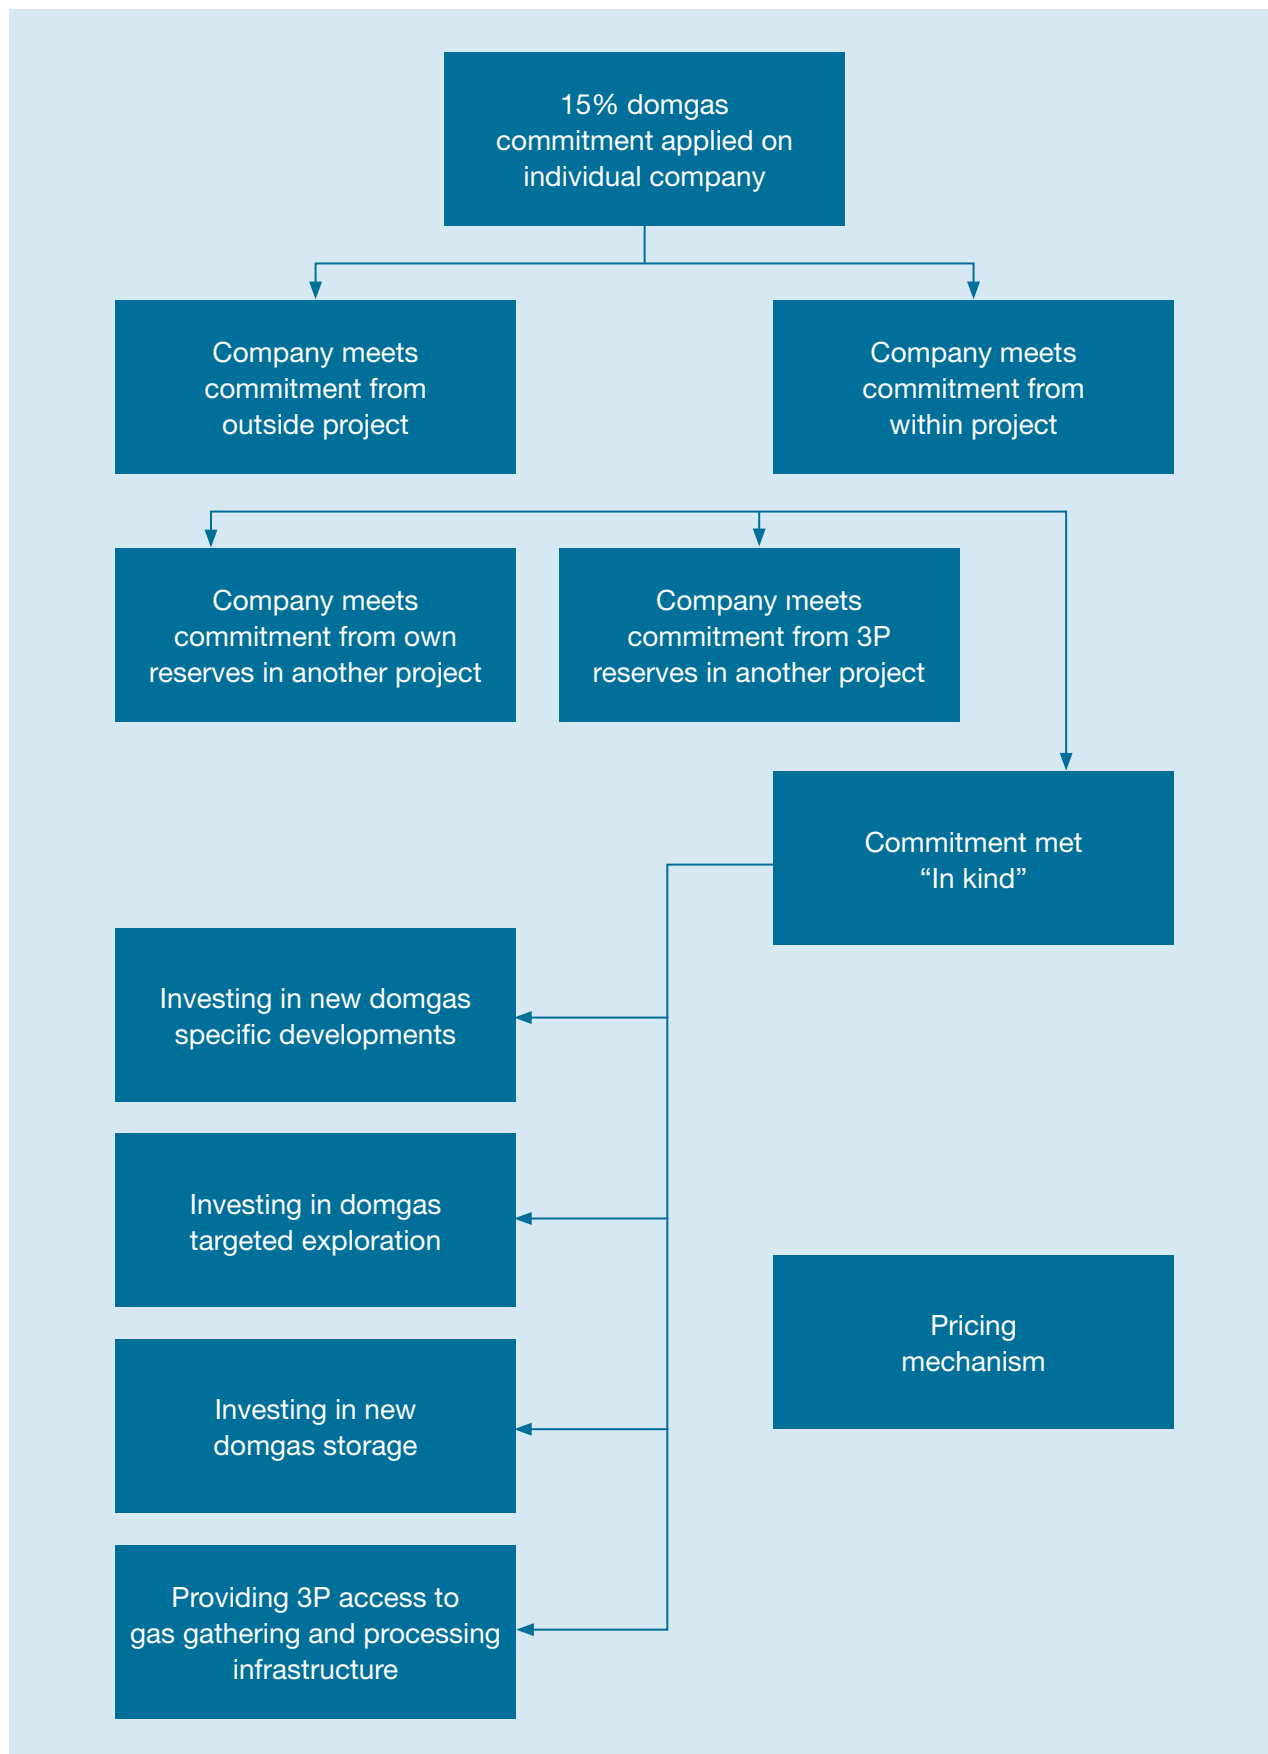 15% domgas
commitment applied on
individual company
Company meets
commitment from
outside project
Company meets
commitment from
within project
Company meets
commitment from own
reserves in another project
Company meets
commitment from 3P
reserves in another project
Commitment met
“In kind”
Investing in new domgas
specific developments
Investing in domgas
targeted exploration
Pricing
mechanism
Investing in new
domgas storage
Providing 3P access to
gas gathering and processing
infrastructure